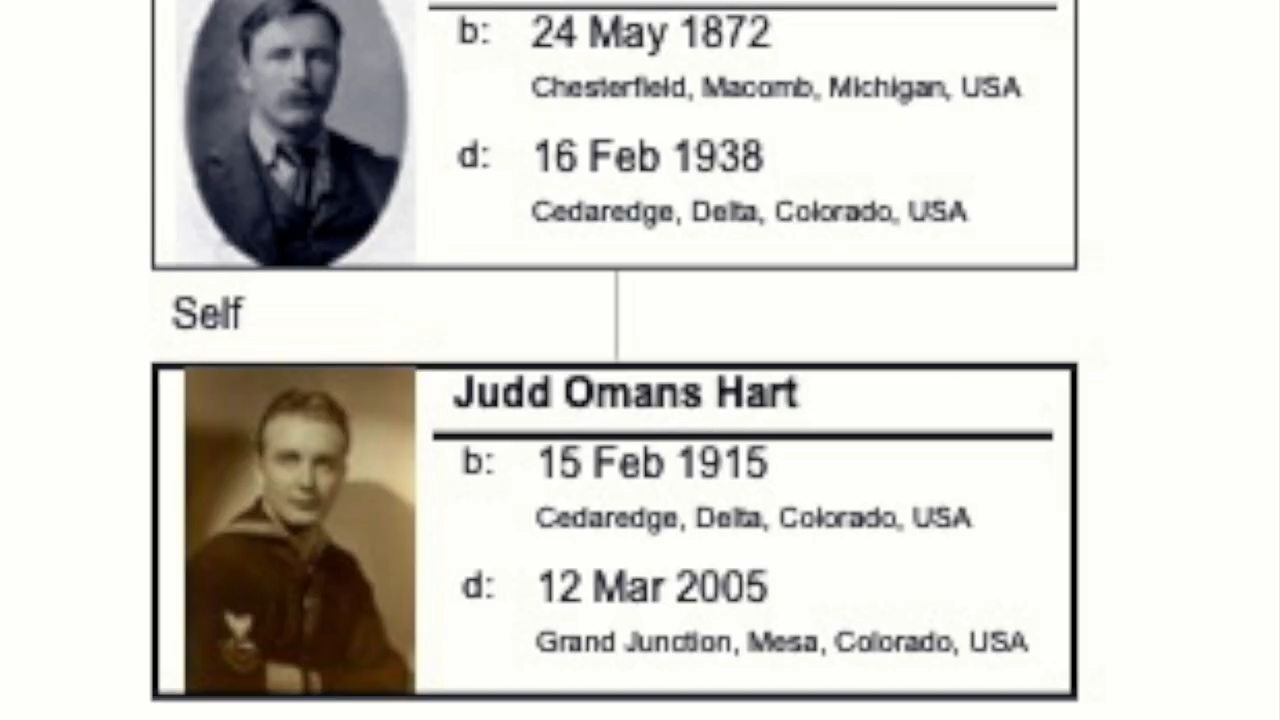 b: 24 May 1872
Chesterfield, Macomb, Michigan, USA
d: 16 Feb 1938
Cedaredge, Delta, Colorado, USA
Self
Judd Omans Hart
b: 15 Feb 1915
Cedaredge, Delta, Colorado, USA
d: 12 Mar 2005
Grand Junction, Mesa, Colorado, USA